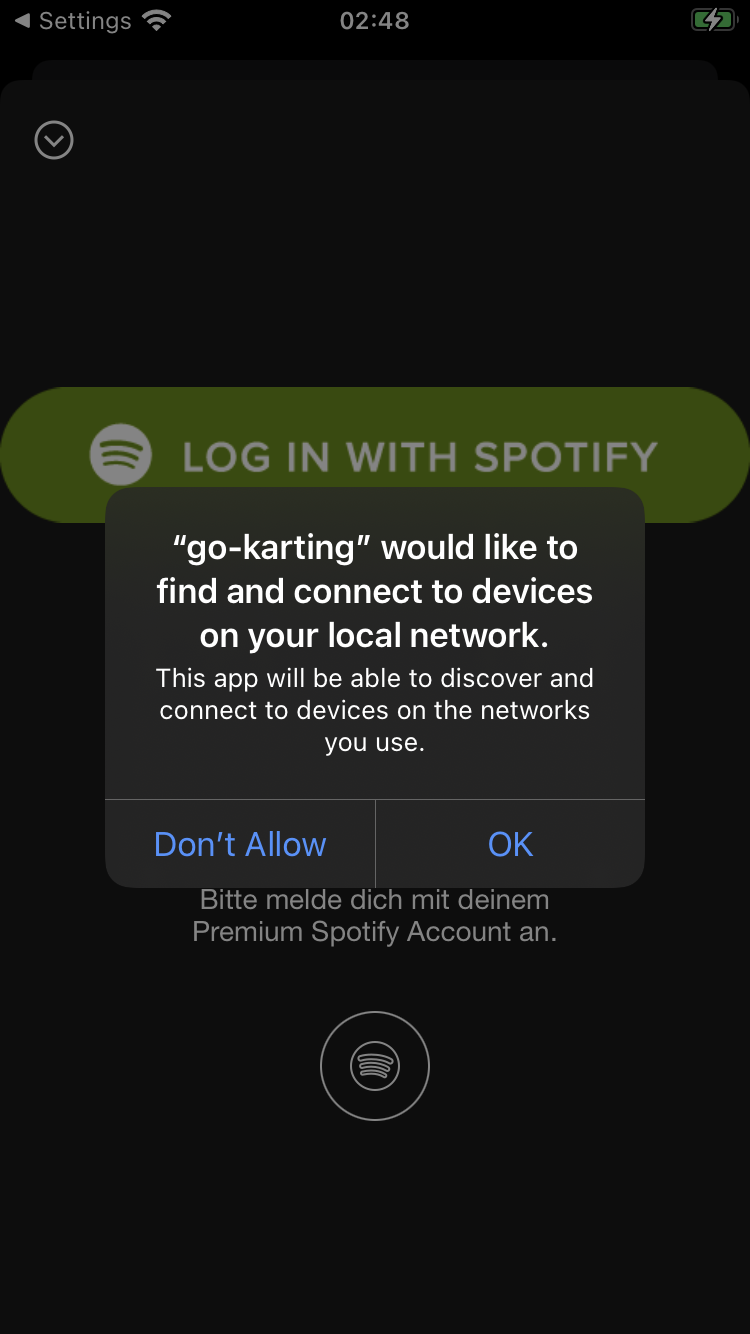 Settings
02:48
LOG IN WITH SPOTIFY
“go-karting” would like to
find and connect to devices
on your local network.
This app will be able to discover and
connect to devices on the networks
you use.
Don’t Allow
OK
Bitte melde dich mit deinem
Premium Spotify Account an.